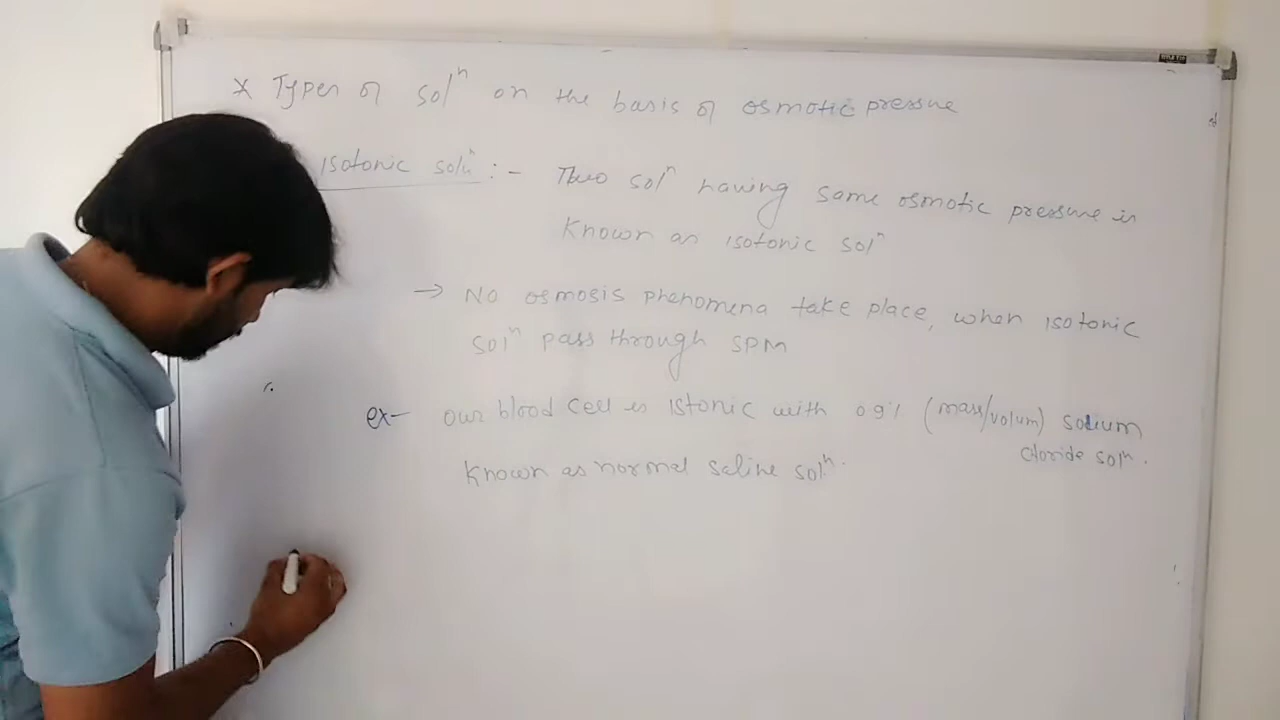 * Types of solⁿ on the basis of osmotic pressure
Isotonic soluⁿ :- Two solⁿ having same osmotic pressure is
Known as isotonic solⁿ
→ No osmosis phenomena take place, when isotonic
solⁿ pass through SPM
ex- our blood cell is Istonic with 0.9% (mass/volum) sodium
cloride solⁿ.
Known as normal saline solⁿ.